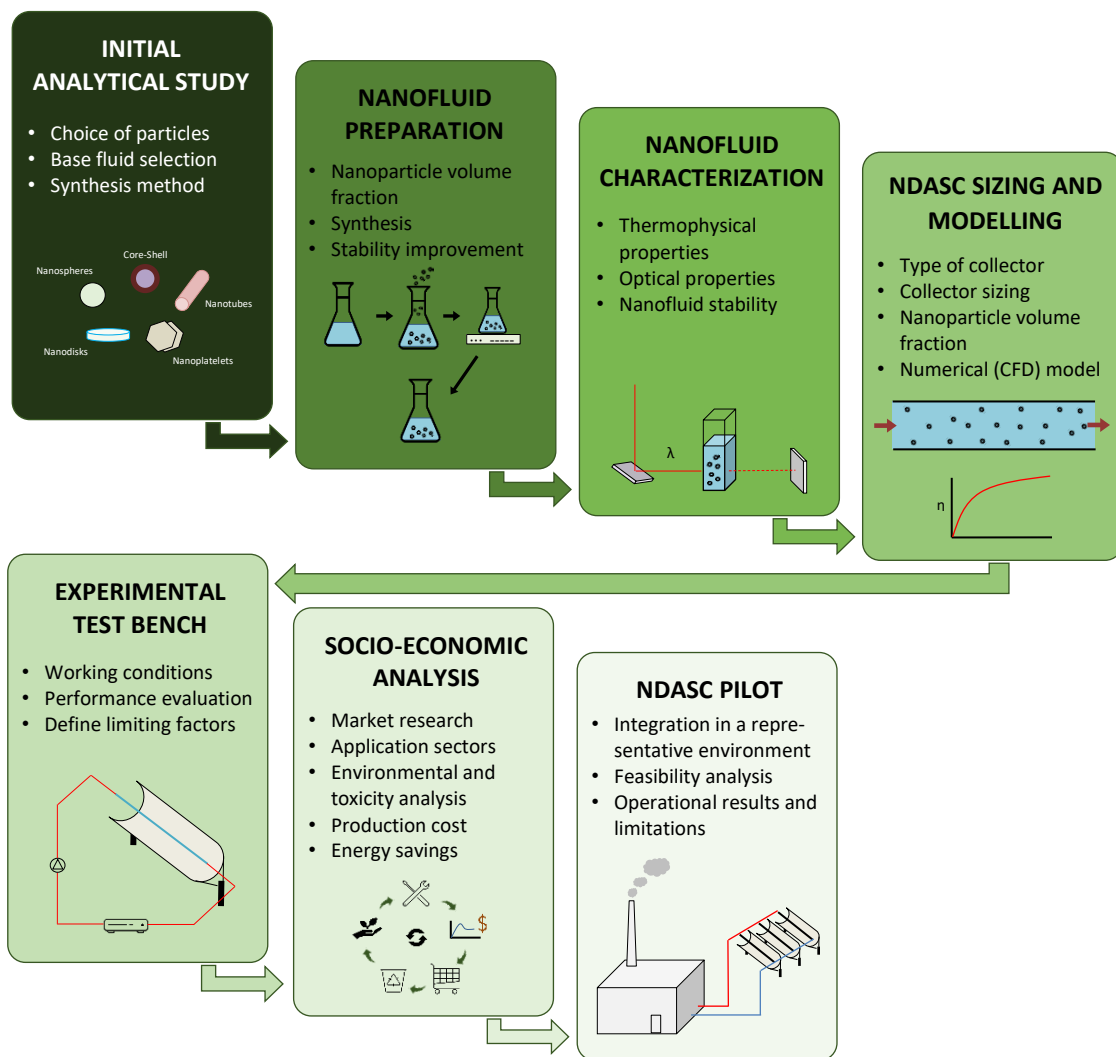 INITIAL
ANALYTICAL STUDY
• Choice of particles
• Base fluid selection
• Synthesis method
Core-Shell
Nanospheres
Nanotubes
Nanodisks
Nanoplatelets
NANOFLUID
PREPARATION
• Nanoparticle volume
fraction
• Synthesis
• Stability improvement
NANOFLUID
CHARACTERIZATION
• Thermophysical
properties
• Optical properties
• Nanofluid stability
λ
NDASC SIZING AND
MODELLING
• Type of collector
• Collector sizing
• Nanoparticle volume
fraction
• Numerical (CFD) model
η
EXPERIMENTAL
TEST BENCH
• Working conditions
• Performance evaluation
• Define limiting factors
SOCIO-ECONOMIC
ANALYSIS
• Market research
• Application sectors
• Environmental and
toxicity analysis
• Production cost
• Energy savings
$
NDASC PILOT
• Integration in a repre-
sentative environment
• Feasibility analysis
• Operational results and
limitations